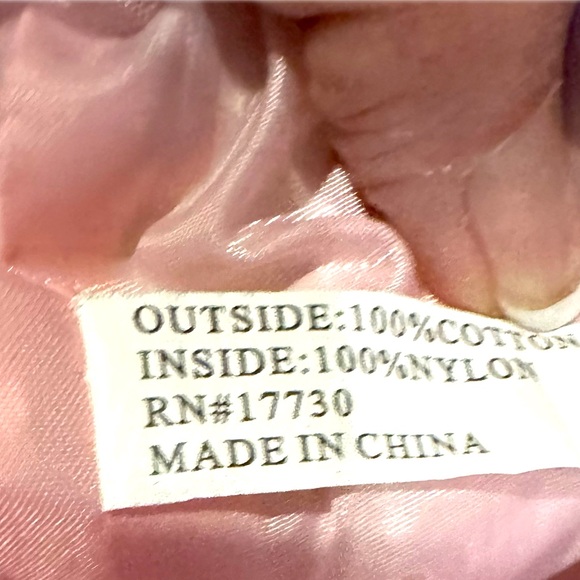 OUTSIDE:100%COTTON
INSIDE:100%NYLON
RN#17730
MADE IN CHINA